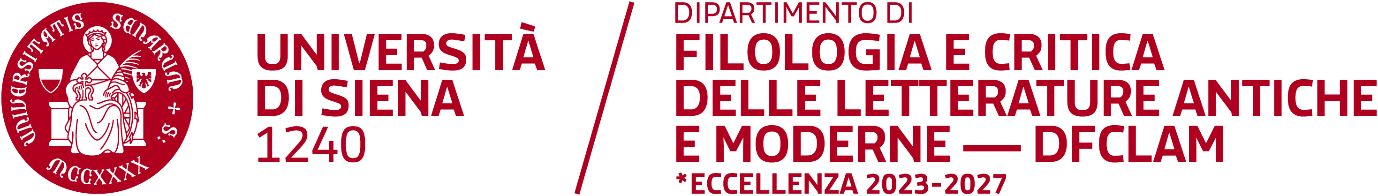 UNIVERSITATIS SENARUM + S:
MCCXXXX
UNIVERSITÀ
DI SIENA
1240
DIPARTIMENTO DI
FILOLOGIA E CRITICA
DELLE LETTERATURE ANTICHE
E MODERNE — DFCLAM
*ECCELLENZA 2023-2027